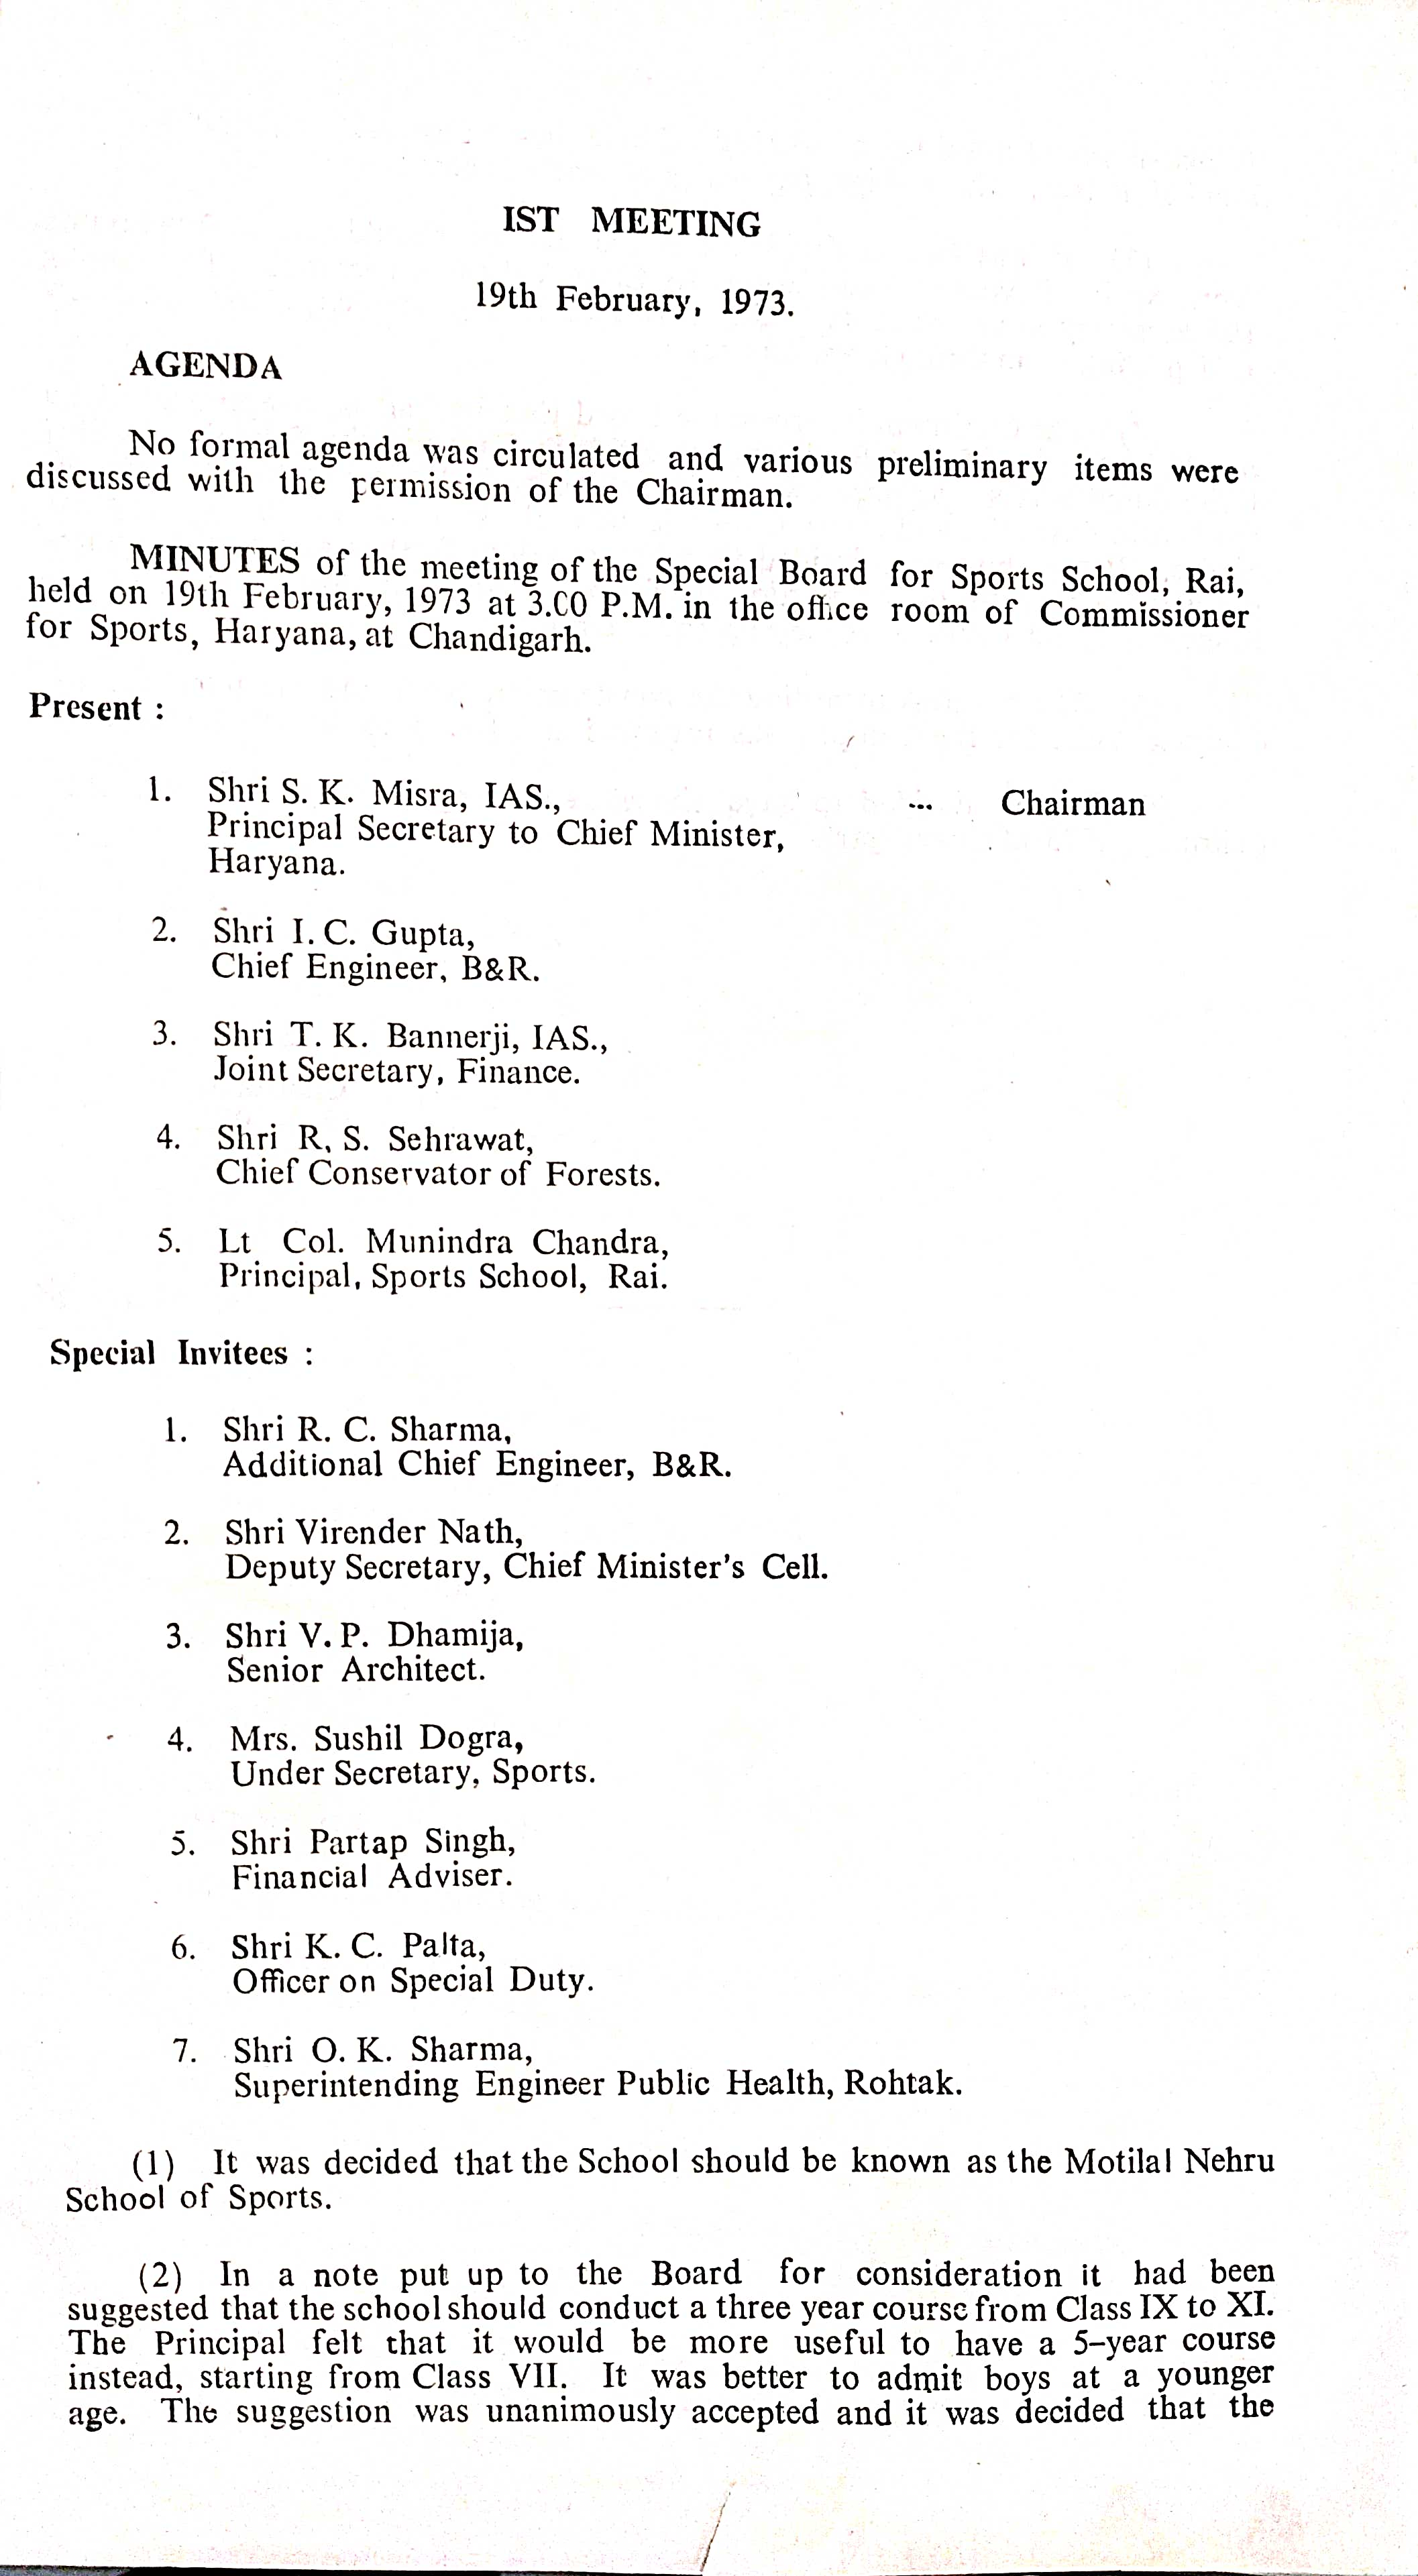 IST MEETING
19th February, 1973.
AGENDA
No formal agenda was circulated and various preliminary items were
discussed with the permission of the Chairman.
MINUTES of the meeting of the Special Board for Sports School, Rai,
held on 19th February, 1973 at 3.00 P.M. in the office room of Commissioner
for Sports, Haryana, at Chandigarh.
Present :
1. Shri S. K. Misra, IAS., ... Chairman
Principal Secretary to Chief Minister,
Haryana.
2. Shri I. C. Gupta,
Chief Engineer, B&R.
3. Shri T. K. Bannerji, IAS.,
Joint Secretary, Finance.
4. Shri R, S. Sehrawat,
Chief Conservator of Forests.
5. Lt Col. Munindra Chandra,
Principal, Sports School, Rai.
Special Invitees :
1. Shri R. C. Sharma,
Additional Chief Engineer, B&R.
2. Shri Virender Nath,
Deputy Secretary, Chief Minister's Cell.
3. Shri V. P. Dhamija,
Senior Architect.
4. Mrs. Sushil Dogra,
Under Secretary, Sports.
5. Shri Partap Singh,
Financial Adviser.
6. Shri K. C. Palta,
Officer on Special Duty.
7. Shri O. K. Sharma,
Superintending Engineer Public Health, Rohtak.
(1) It was decided that the School should be known as the Motilal Nehru
School of Sports.
(2) In a note put up to the Board for consideration it had been
suggested that the school should conduct a three year course from Class IX to XI.
The Principal felt that it would be more useful to have a 5-year course
instead, starting from Class VII. It was better to admit boys at a younger
age. The suggestion was unanimously accepted and it was decided that the